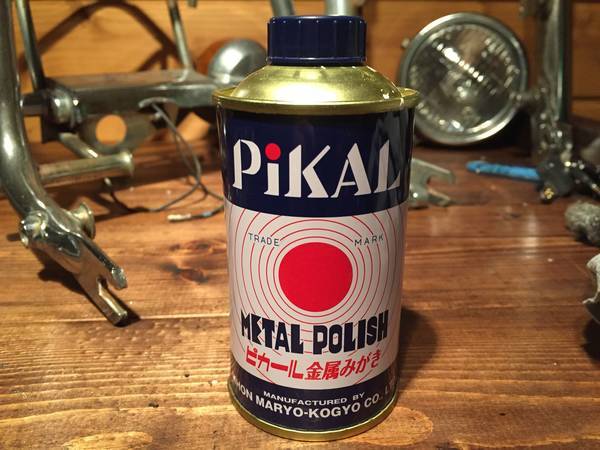 PiKAL
TRADE MARK
METAL POLISH
ピカール金属みがき
MANUFACTURED BY
MARYO-KOGYO CO.,